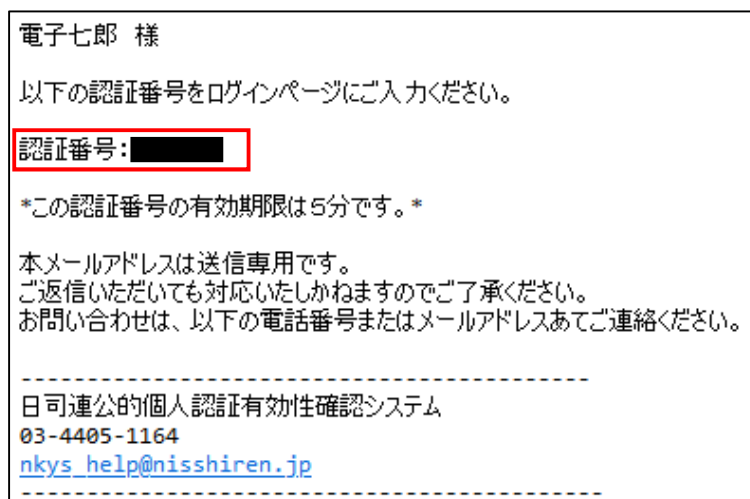 電子七郎 様
以下の認証番号をログインページにご入力ください。
認証番号:
*この認証番号の有効期限は5分です。*
本メールアドレスは送信専用です。
ご返信いただいても対応いたしかねますのでご了承ください。
お問い合わせは、以下の電話番号またはメールアドレスあてご連絡ください。
-------------------------------------------
日司連公的個人認証有効性確認システム
03-4405-1164
nkys_help@nisshiren.jp
--------------------------------------------